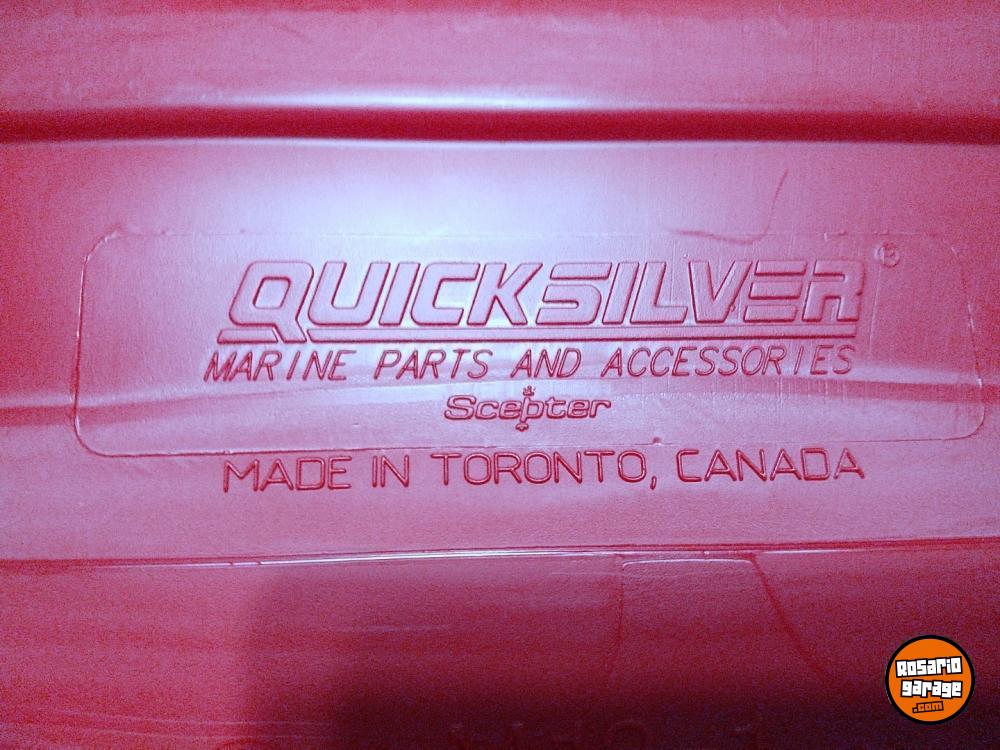 QUICKSILVER®
MARINE PARTS AND ACCESSORIES
Scepter
MADE IN TORONTO, CANADA
ROSARIO
garage
.com